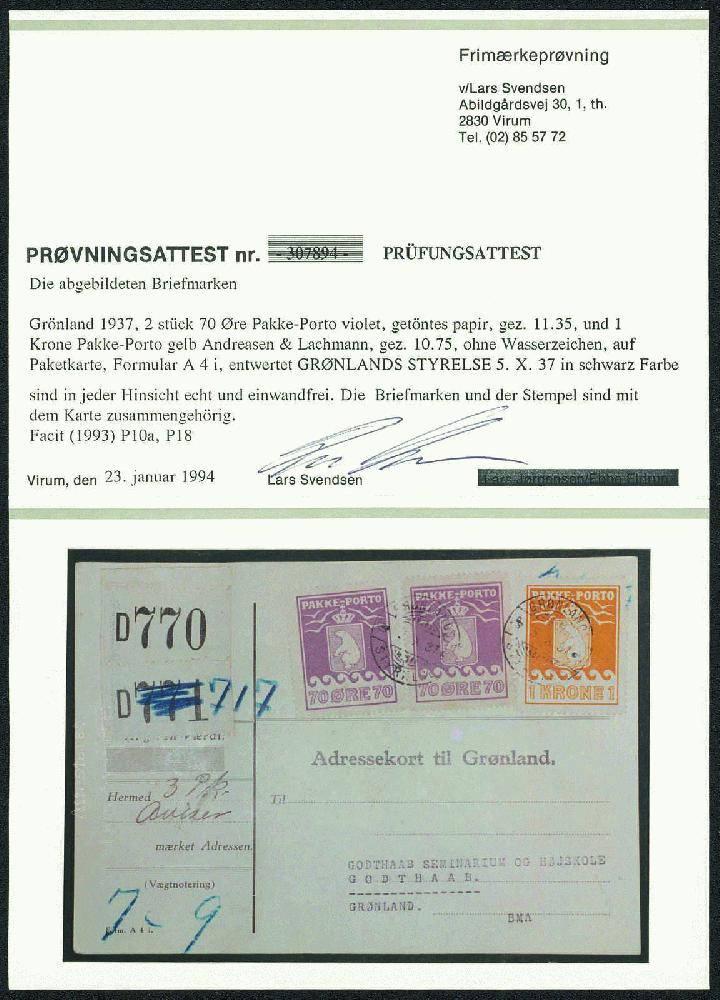 Frimærkeprøvning
v/Lars Svendsen
Abildgårdsvej 30, 1, th.
2830 Virum
Tel. (02) 85 57 72
PRØVNINGSATTEST nr. - 307894 - PRÜFUNGSATTEST
Die abgebildeten Briefmarken
Grönland 1937, 2 stück 70 Øre Pakke-Porto violet, getöntes papir, gez. 11.35, und 1
Krone Pakke-Porto gelb Andreasen & Lachmann, gez. 10.75, ohne Wasserzeichen, auf
Paketkarte, Formular A 4 i, entwertet GRØNLANDS STYRELSE 5. X. 37 in schwarz Farbe
sind in jeder Hinsicht echt und einwandfrei. Die Briefmarken und der Stempel sind mit
dem Karte zusammengehörig.
Facit (1993) P10a, P18
Virum, den 23. januar 1994
Lars Svendsen
PAKKE-PORTO
70 ØRE 70
PAKKE-PORTO
70 ØRE 70
PAKKE-PORTO
1 KRONE 1
D770
D771 717
Adressekort til Grønland.
Hermed 3 Pk.
Aviser
Til
mærket Adressen.
(Vægtnotering)
7 - 9
A 4 i.
GODTHAAB SEMINARIUM OG HØJSKOLE
GODTHAAB.
GRØNLAND.
BMA